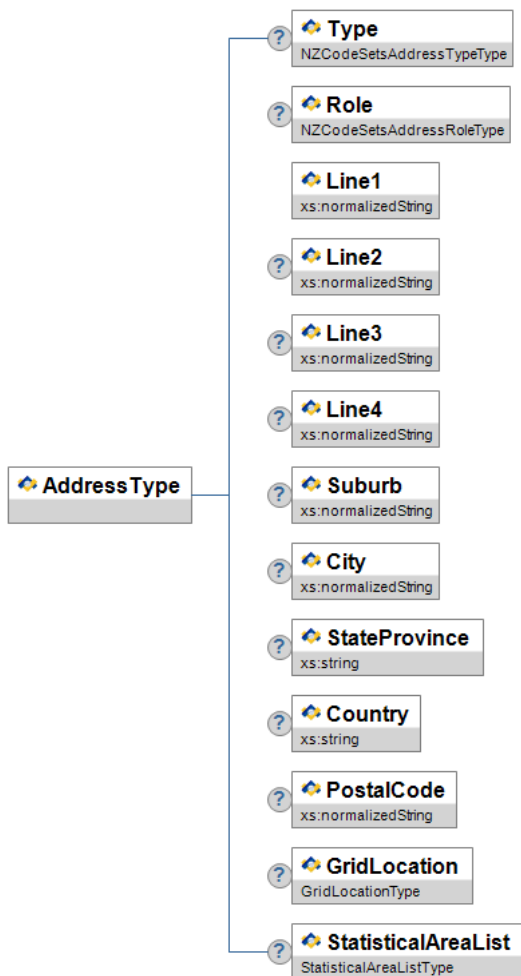 ?
Type
NZCodeSetsAddressTypeType
?
Role
NZCodeSetsAddressRoleType
Line1
xs:normalizedString
?
Line2
xs:normalizedString
?
Line3
xs:normalizedString
?
Line4
xs:normalizedString
AddressType
?
Suburb
xs:normalizedString
?
City
xs:normalizedString
?
StateProvince
xs:string
?
Country
xs:string
?
PostalCode
xs:normalizedString
?
GridLocation
GridLocationType
?
StatisticalAreaList
StatisticalAreaListType